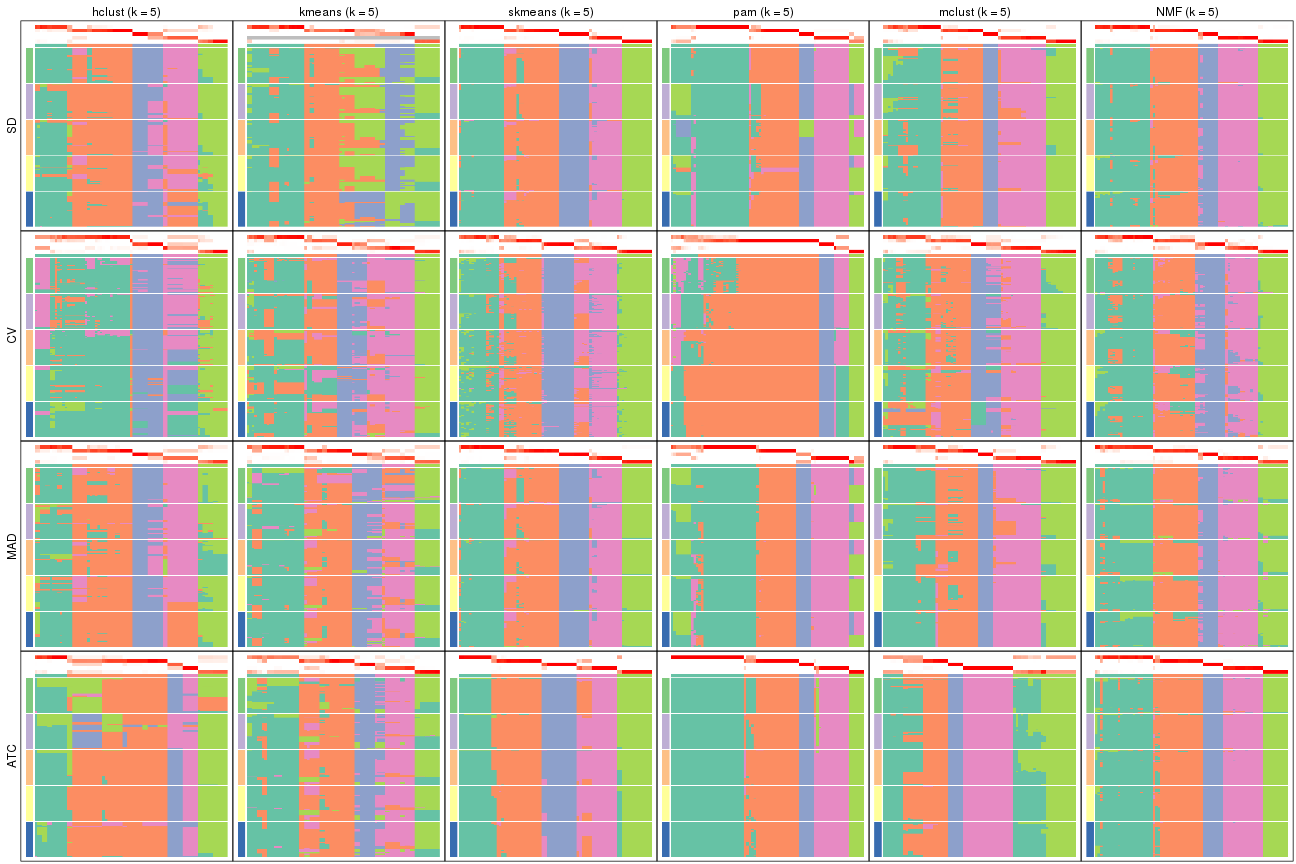 hclust (k = 5) kmeans (k = 5) skmeans (k = 5) pam (k = 5) mclust (k = 5) NMF (k = 5)
SD
CV
MAD
ATC